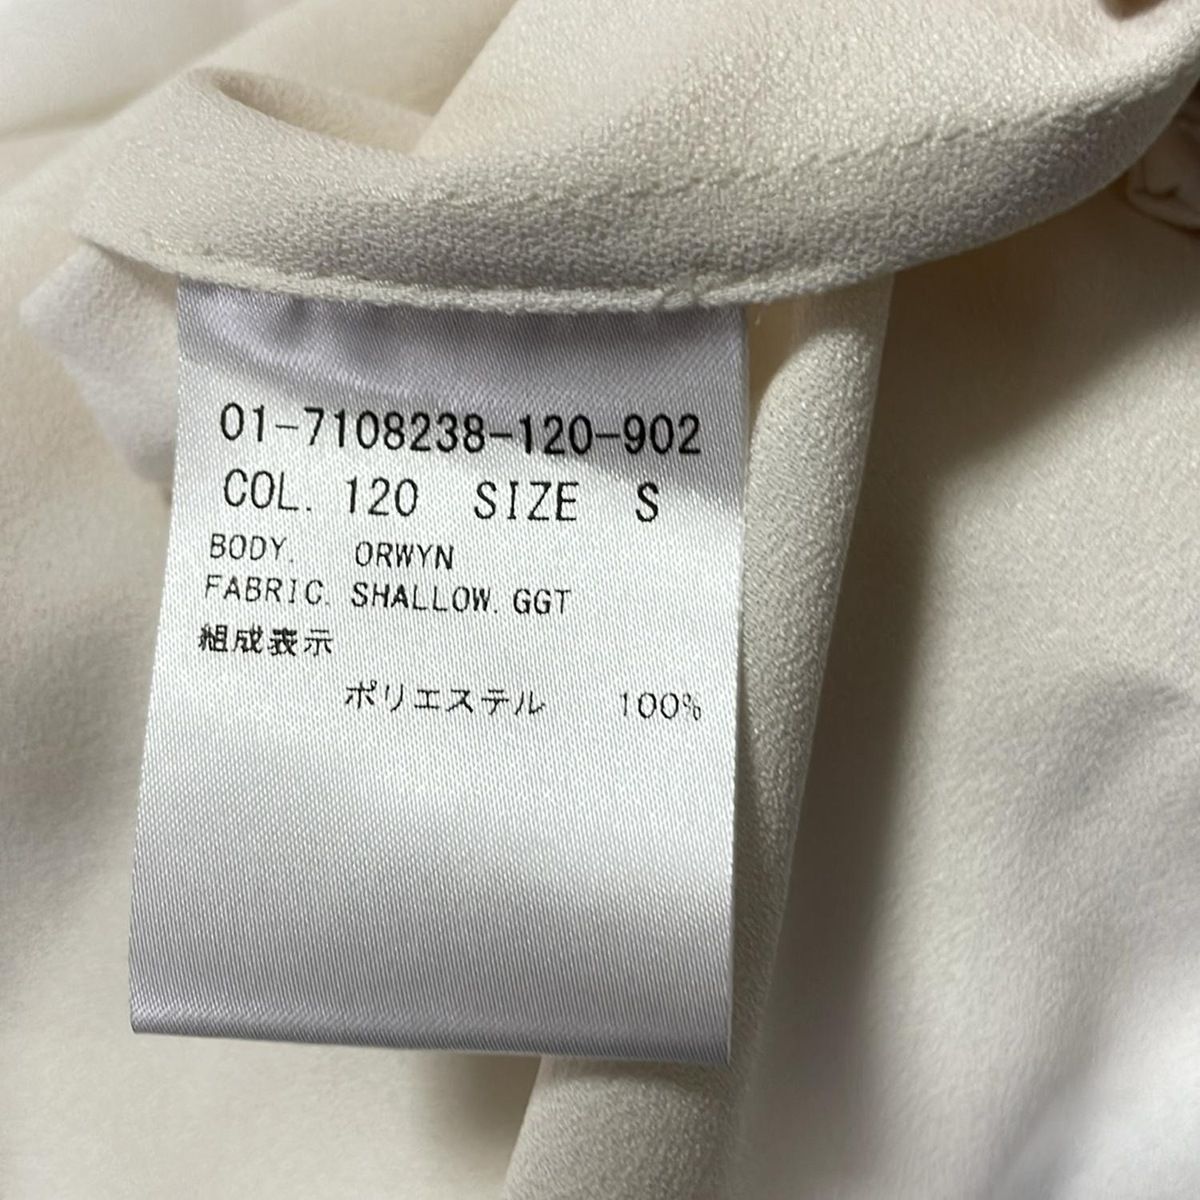 01-7108238-120-902
COL. 120 SIZE S
BODY. ORWYN
FABRIC. SHALLOW. GGT
組成表示
ポリエステル 100%